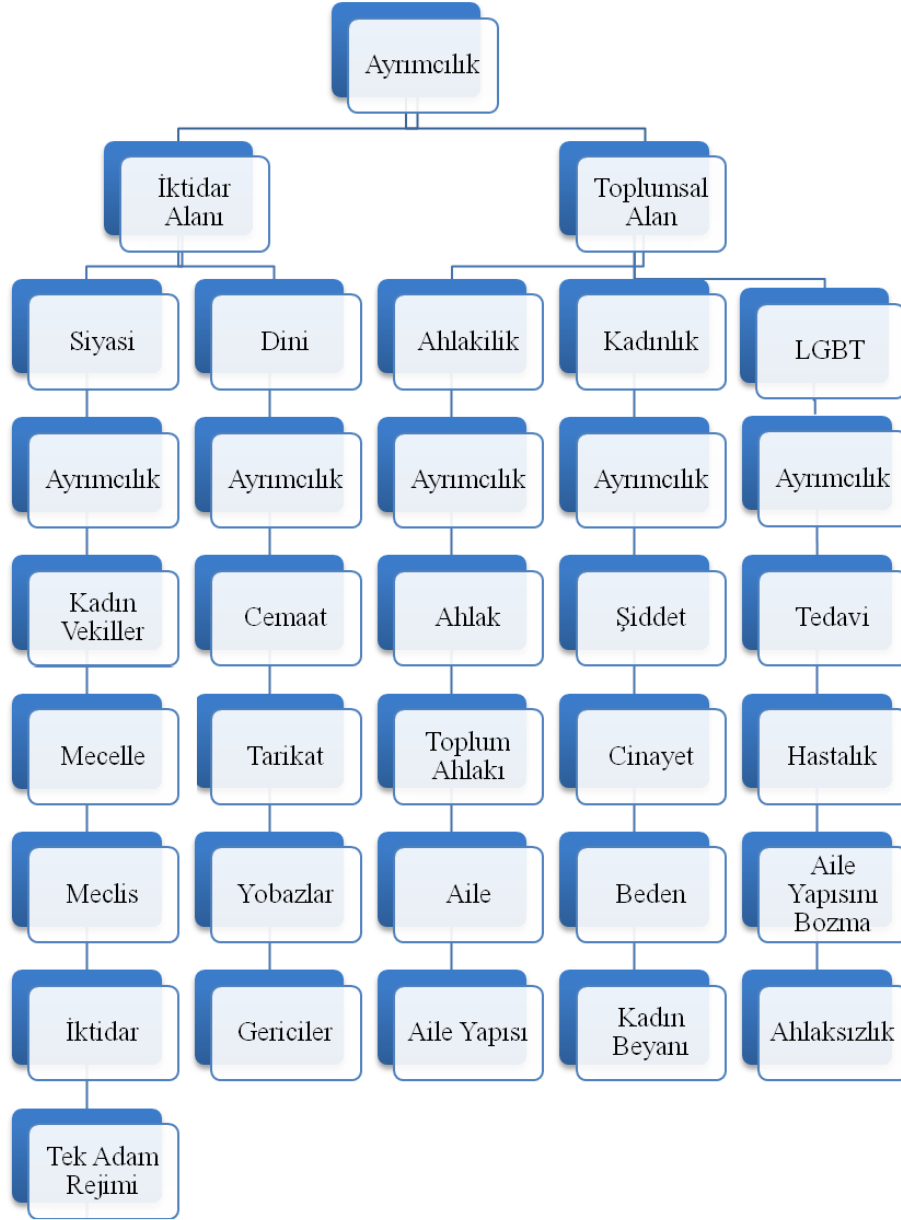 Ayrımcılık
İktidar
Alanı
Toplumsal
Alan
Siyasi
Dini
Ahlakilik
Kadınlık
LGBT
Ayrımcılık
Ayrımcılık
Ayrımcılık
Ayrımcılık
Ayrımcılık
Kadın
Vekiller
Cemaat
Ahlak
Şiddet
Tedavi
Mecelle
Tarikat
Toplum
Ahlakı
Cinayet
Hastalık
Meclis
Yobazlar
Aile
Beden
Aile
Yapısını
Bozma
İktidar
Gericiler
Aile Yapısı
Kadın
Beyanı
Ahlaksızlık
Tek Adam
Rejimi